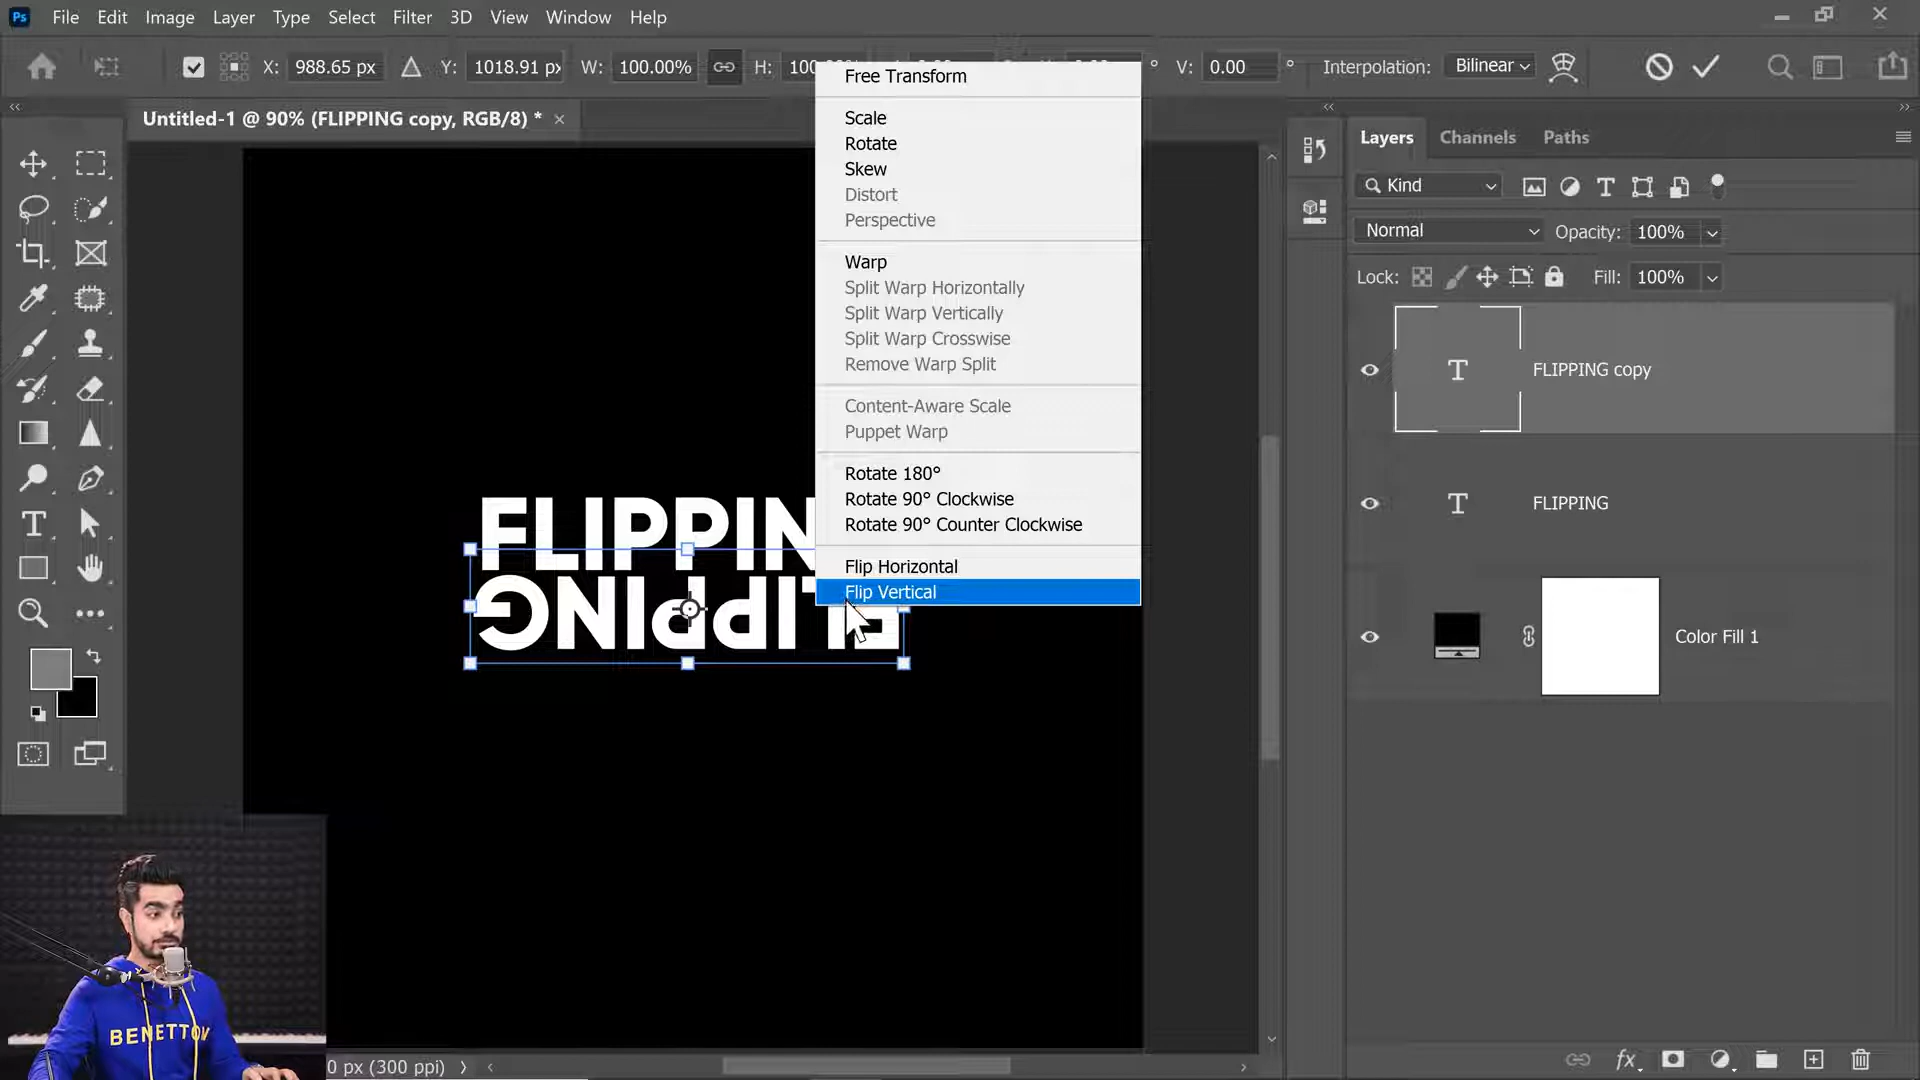 Ps File Edit Image Layer Type Select Filter 3D View Window Help
X: 988.65 px Y: 1018.91 px W: 100.00% H: V: 0.00 ° Interpolation: Bilinear
Untitled-1 @ 90% (FLIPPING copy, RGB/8) *
Free Transform
Scale
Rotate
Skew
Distort
Perspective
Warp
Split Warp Horizontally
Split Warp Vertically
Split Warp Crosswise
Remove Warp Split
Content-Aware Scale
Puppet Warp
Rotate 180°
Rotate 90° Clockwise
Rotate 90° Counter Clockwise
Flip Horizontal
Flip Vertical
FLIPPIN
FLIPPING
Layers Channels Paths
Kind
Normal Opacity: 100%
Lock: Fill: 100%
FLIPPING copy
FLIPPING
Color Fill 1
BENETTON
0 px (300 ppi)